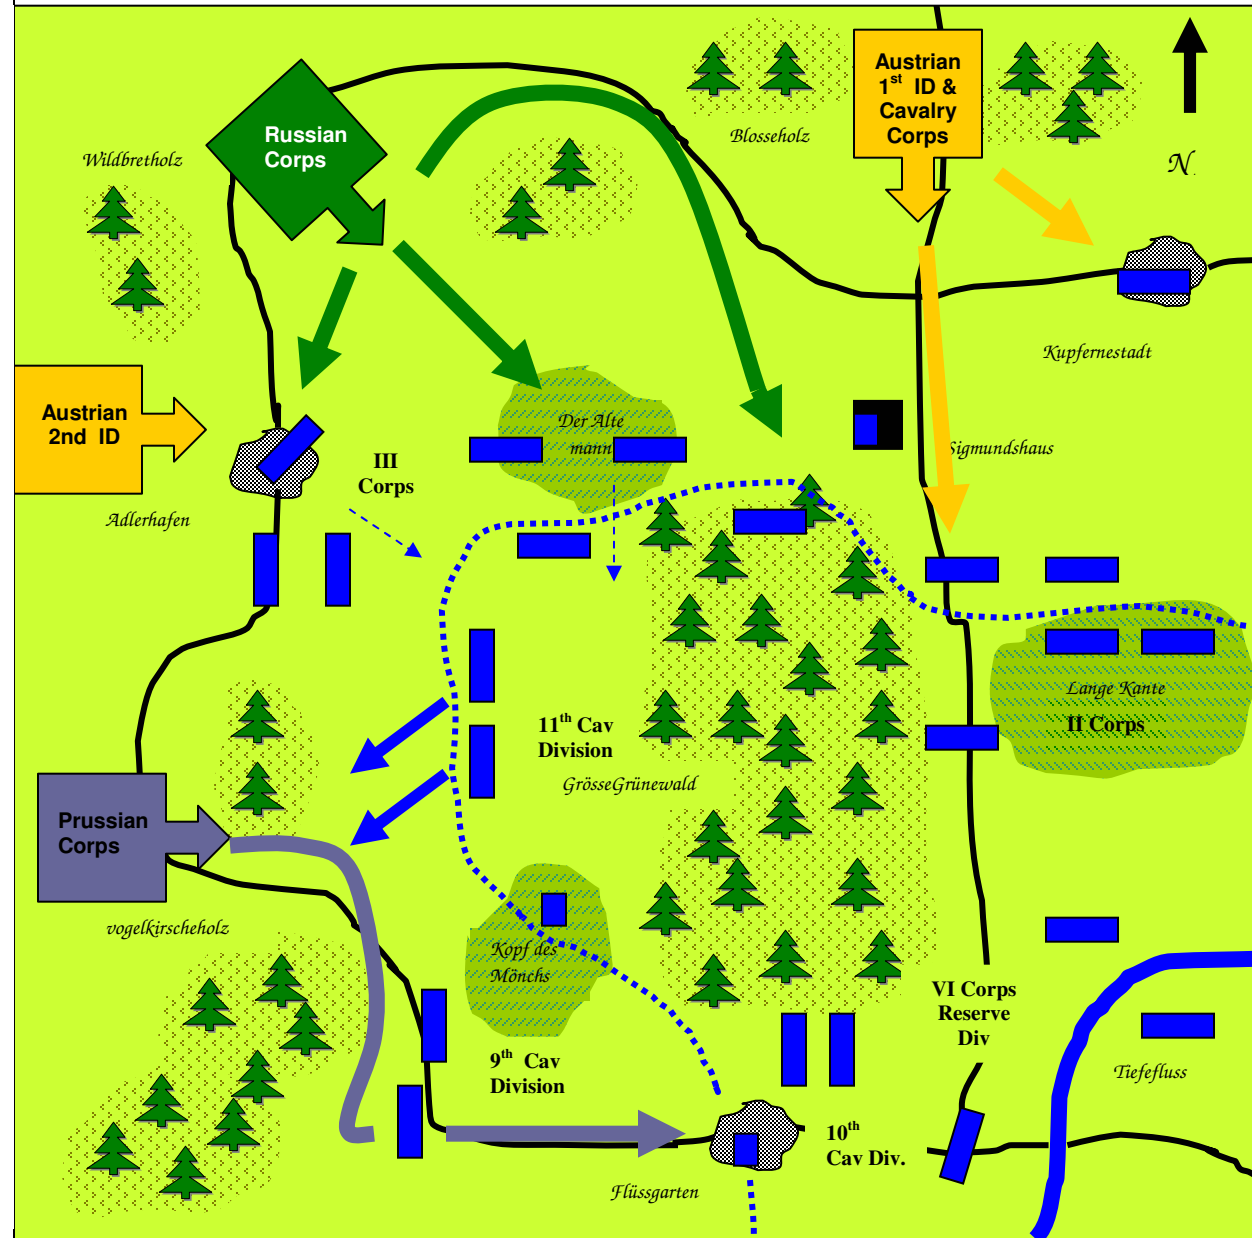 Austrian
1st ID &
Cavalry
Corps
Russian
Corps
Blosseholz
Wildbretholz
N
Kupfernestadt
Austrian
2nd ID
Der Alte
mann
Sigmundshaus
III
Corps
Adlerhafen
Lange Kante
II Corps
11th Cav
Division
GrösseGrünewald
Prussian
Corps
vogelkirscheholz
Kopf des
Mönchs
VI Corps
Reserve
Div
9th Cav
Division
Tiefefluss
10th
Cav Div.
Flüssgarten